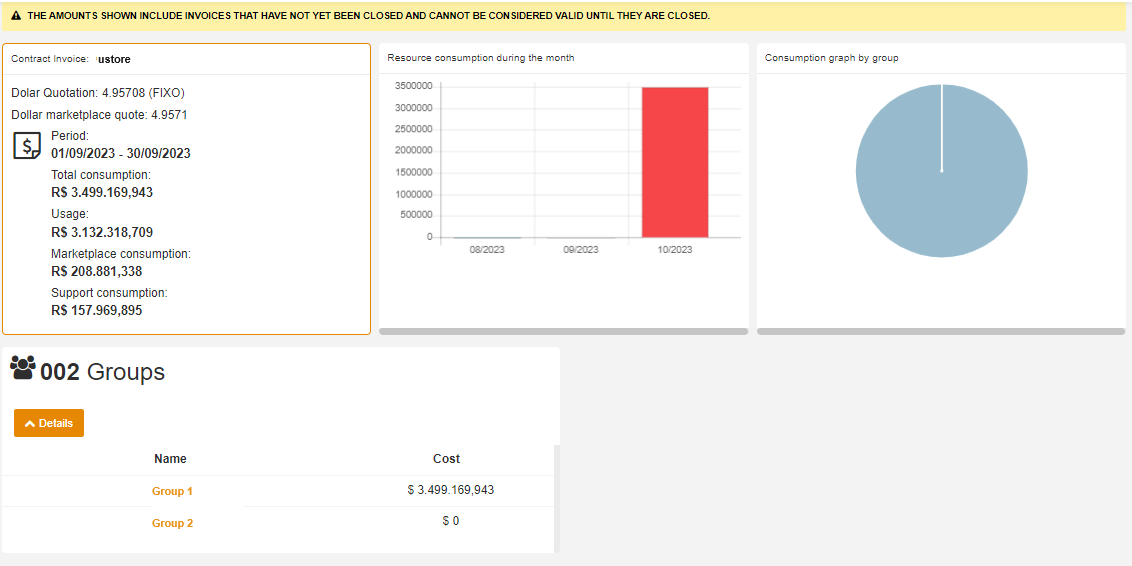 THE AMOUNTS SHOWN INCLUDE INVOICES THAT HAVE NOT YET BEEN CLOSED AND CANNOT BE CONSIDERED VALID UNTIL THEY ARE CLOSED.
Contract Invoice: ustore
Dolar Quotation: 4.95708 (FIXO)
Dollar marketplace quote: 4.9571
Period:
01/09/2023 - 30/09/2023
Total consumption:
R$ 3.499.169,943
Usage:
R$ 3.132.318,709
Marketplace consumption:
R$ 208.881,338
Support consumption:
R$ 157.969,895
Resource consumption during the month
3500000
3000000
2500000
2000000
1500000
1000000
500000
0
08/2023 09/2023 10/2023
Consumption graph by group
002 Groups
Details
Name Cost
Group 1 $ 3.499.169,943
Group 2 $ 0